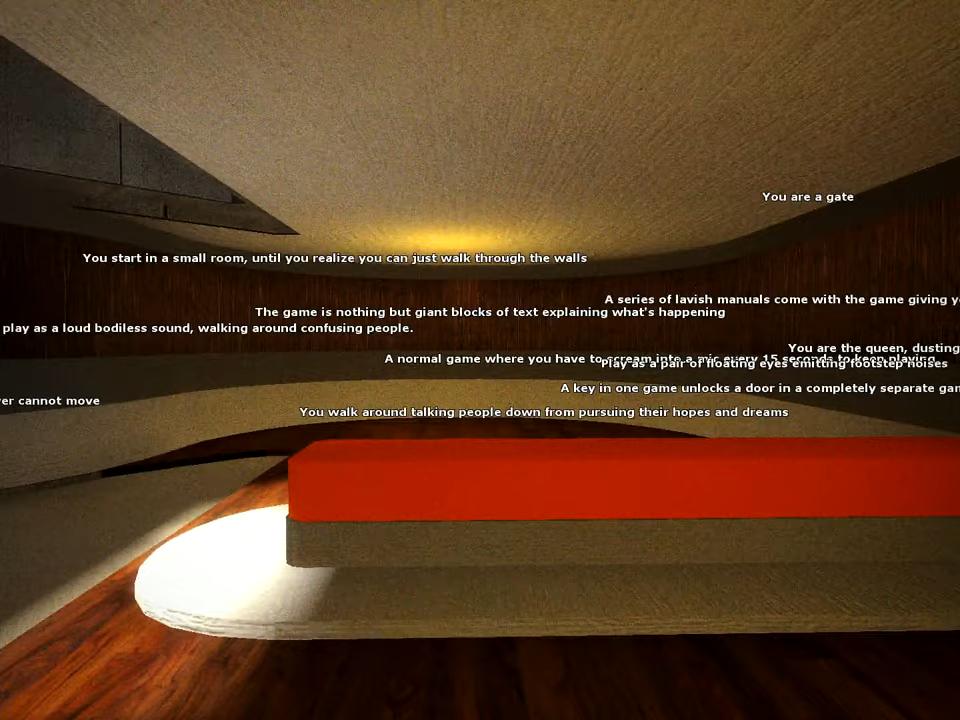 You are a gate
You start in a small room, until you realize you can just walk through the walls
A series of lavish manuals come with the game giving
The game is nothing but giant blocks of text explaining what's happening
play as a loud bodiless sound, walking around confusing people.
You are the queen, dusting
A normal game where you have to scream into a mic every 15 seconds to keep playing
Play as a pair of floating eyes emitting footstep noises
A key in one game unlocks a door in a completely separate
cannot move
You walk around talking people down from pursuing their hopes and dreams